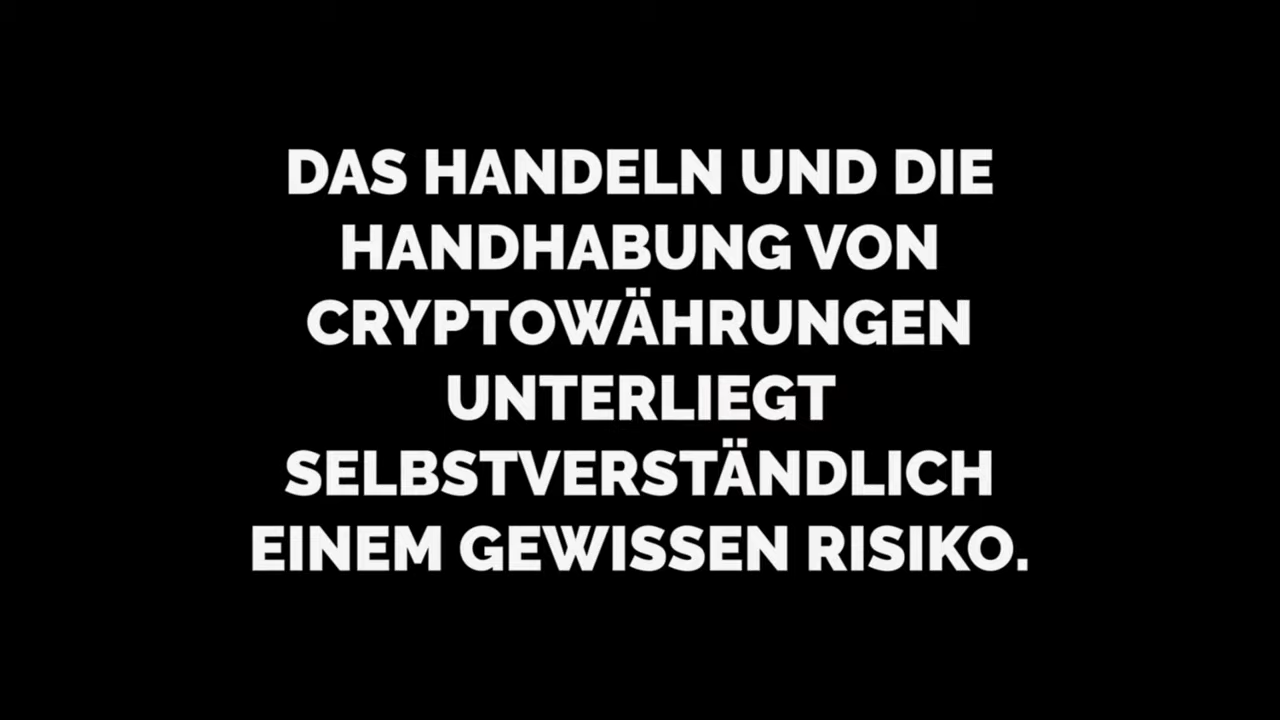 DAS HANDELN UND DIE
HANDHABUNG VON
CRYPTOWÄHRUNGEN
UNTERLIEGT
SELBSTVERSTÄNDLICH
EINEM GEWISSEN RISIKO.